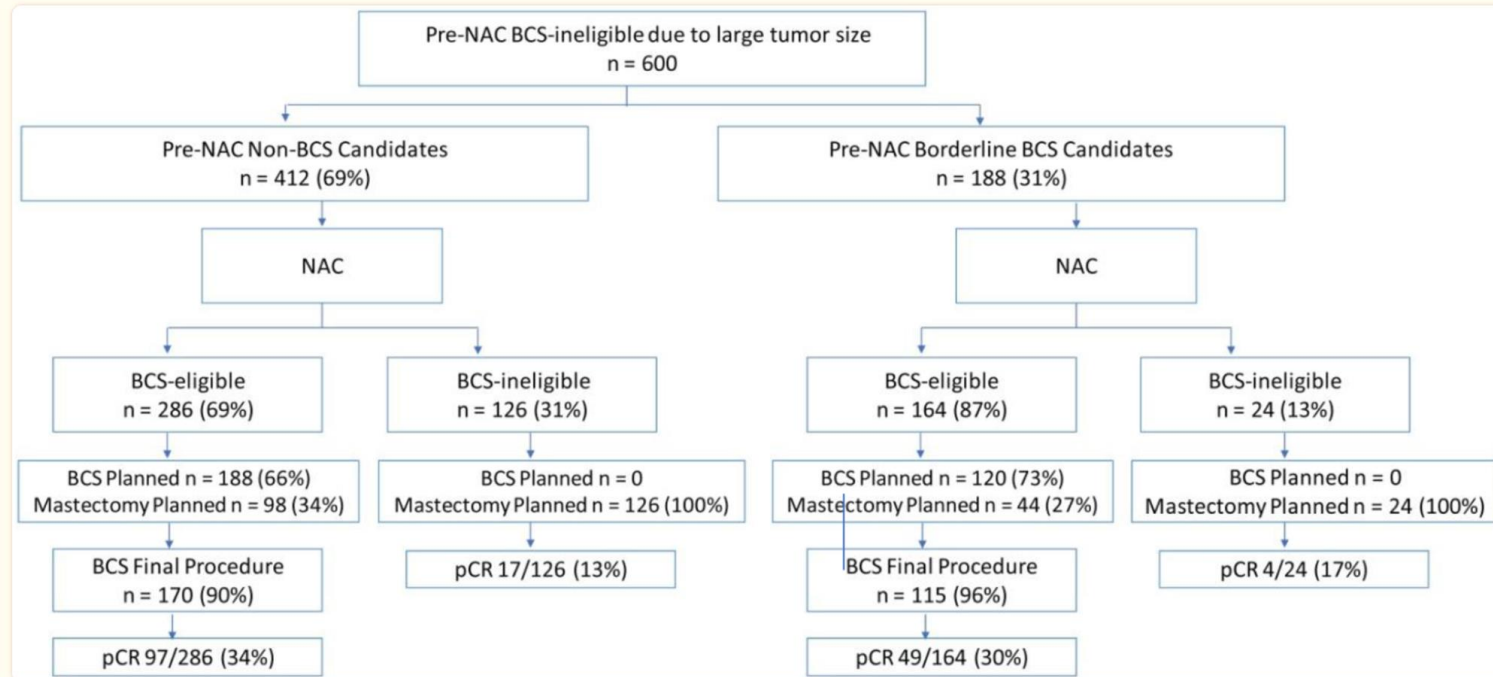 Pre-NAC BCS-ineligible due to large tumor size
n = 600
Pre-NAC Non-BCS Candidates
n = 412 (69%)
Pre-NAC Borderline BCS Candidates
n = 188 (31%)
NAC
NAC
BCS-eligible
n = 286 (69%)
BCS-ineligible
n = 126 (31%)
BCS-eligible
n = 164 (87%)
BCS-ineligible
n = 24 (13%)
BCS Planned n = 188 (66%)
Mastectomy Planned n = 98 (34%)
BCS Planned n = 0
Mastectomy Planned n = 126 (100%)
BCS Planned n = 120 (73%)
Mastectomy Planned n = 44 (27%)
BCS Planned n = 0
Mastectomy Planned n = 24 (100%)
BCS Final Procedure
n = 170 (90%)
pCR 17/126 (13%)
BCS Final Procedure
n = 115 (96%)
pCR 4/24 (17%)
pCR 97/286 (34%)
pCR 49/164 (30%)